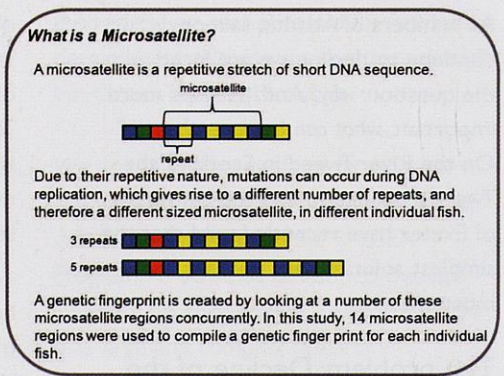 What is a Microsatellite?
A microsatellite is a repetitive stretch of short DNA sequence.
microsatellite
repeat
Due to their repetitive nature, mutations can occur during DNA
replication, which gives rise to a different number of repeats, and
therefore a different sized microsatellite, in different individual fish.
3 repeats
5 repeats
A genetic fingerprint is created by looking at a number of these
microsatellite regions concurrently. In this study, 14 microsatellite
regions were used to compile a genetic finger print for each individual
fish.